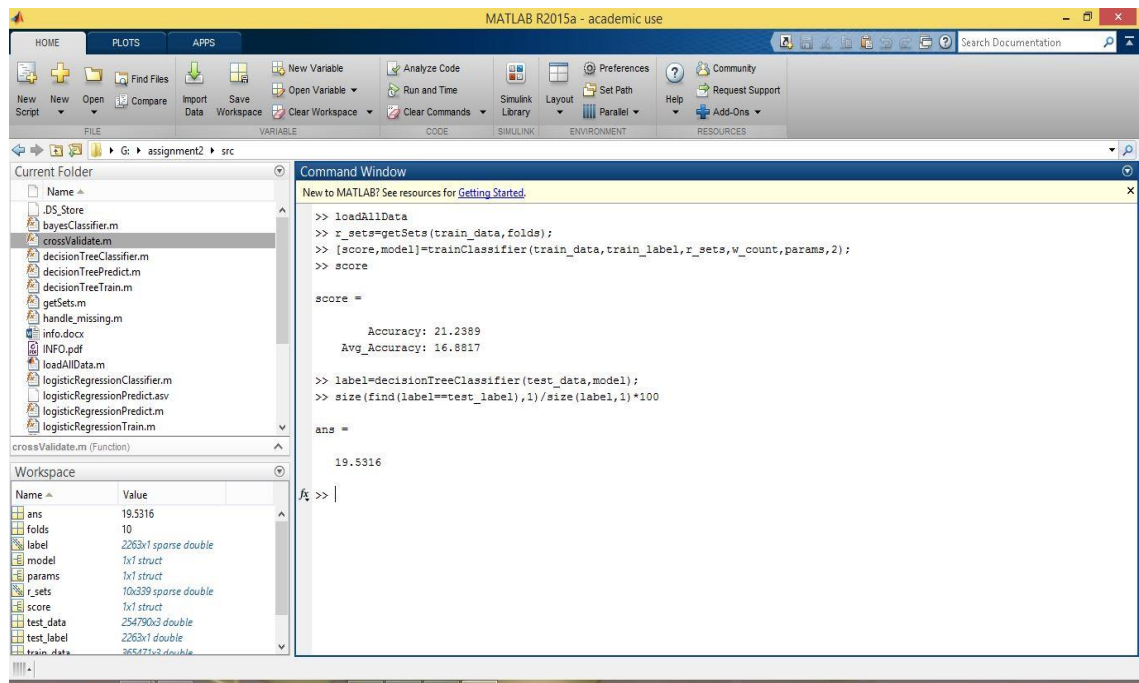 MATLAB R2015a - academic use
HOME PLOTS APPS
Search Documentation
New Script
New
Open
Find Files
Compare
Import Data
Save Workspace
New Variable
Open Variable
Clear Workspace
Analyze Code
Run and Time
Clear Commands
Simulink Library
Layout
Preferences
Set Path
Parallel
Help
Community
Request Support
Add-Ons
FILE VARIABLE CODE SIMULINK ENVIRONMENT RESOURCES
G: assignment2 src
Current Folder
Name
.DS_Store
bayesClassifier.m
crossValidate.m
decisionTreeClassifier.m
decisionTreePredict.m
decisionTreeTrain.m
getSets.m
handle_missing.m
info.docx
INFO.pdf
loadAllData.m
logisticRegressionClassifier.m
logisticRegressionPredict.asv
logisticRegressionPredict.m
logisticRegressionTrain.m
crossValidate.m (Function)
Workspace
Name Value
ans 19.5316
folds 10
label 2263x1 sparse double
model 1x1 struct
params 1x1 struct
r_sets 10x339 sparse double
score 1x1 struct
test_data 254790x3 double
test_label 2263x1 double
train_data 365471x3 double
Command Window
New to MATLAB? See resources for Getting Started.
>> loadAllData
>> r_sets=getSets(train_data,folds);
>> [score,model]=trainClassifier(train_data,train_label,r_sets,w_count,params,2);
>> score
score =
Accuracy: 21.2389
Avg_Accuracy: 16.8817
>> label=decisionTreeClassifier(test_data,model);
>> size(find(label==test_label),1)/size(label,1)*100
ans =
19.5316
fx >>